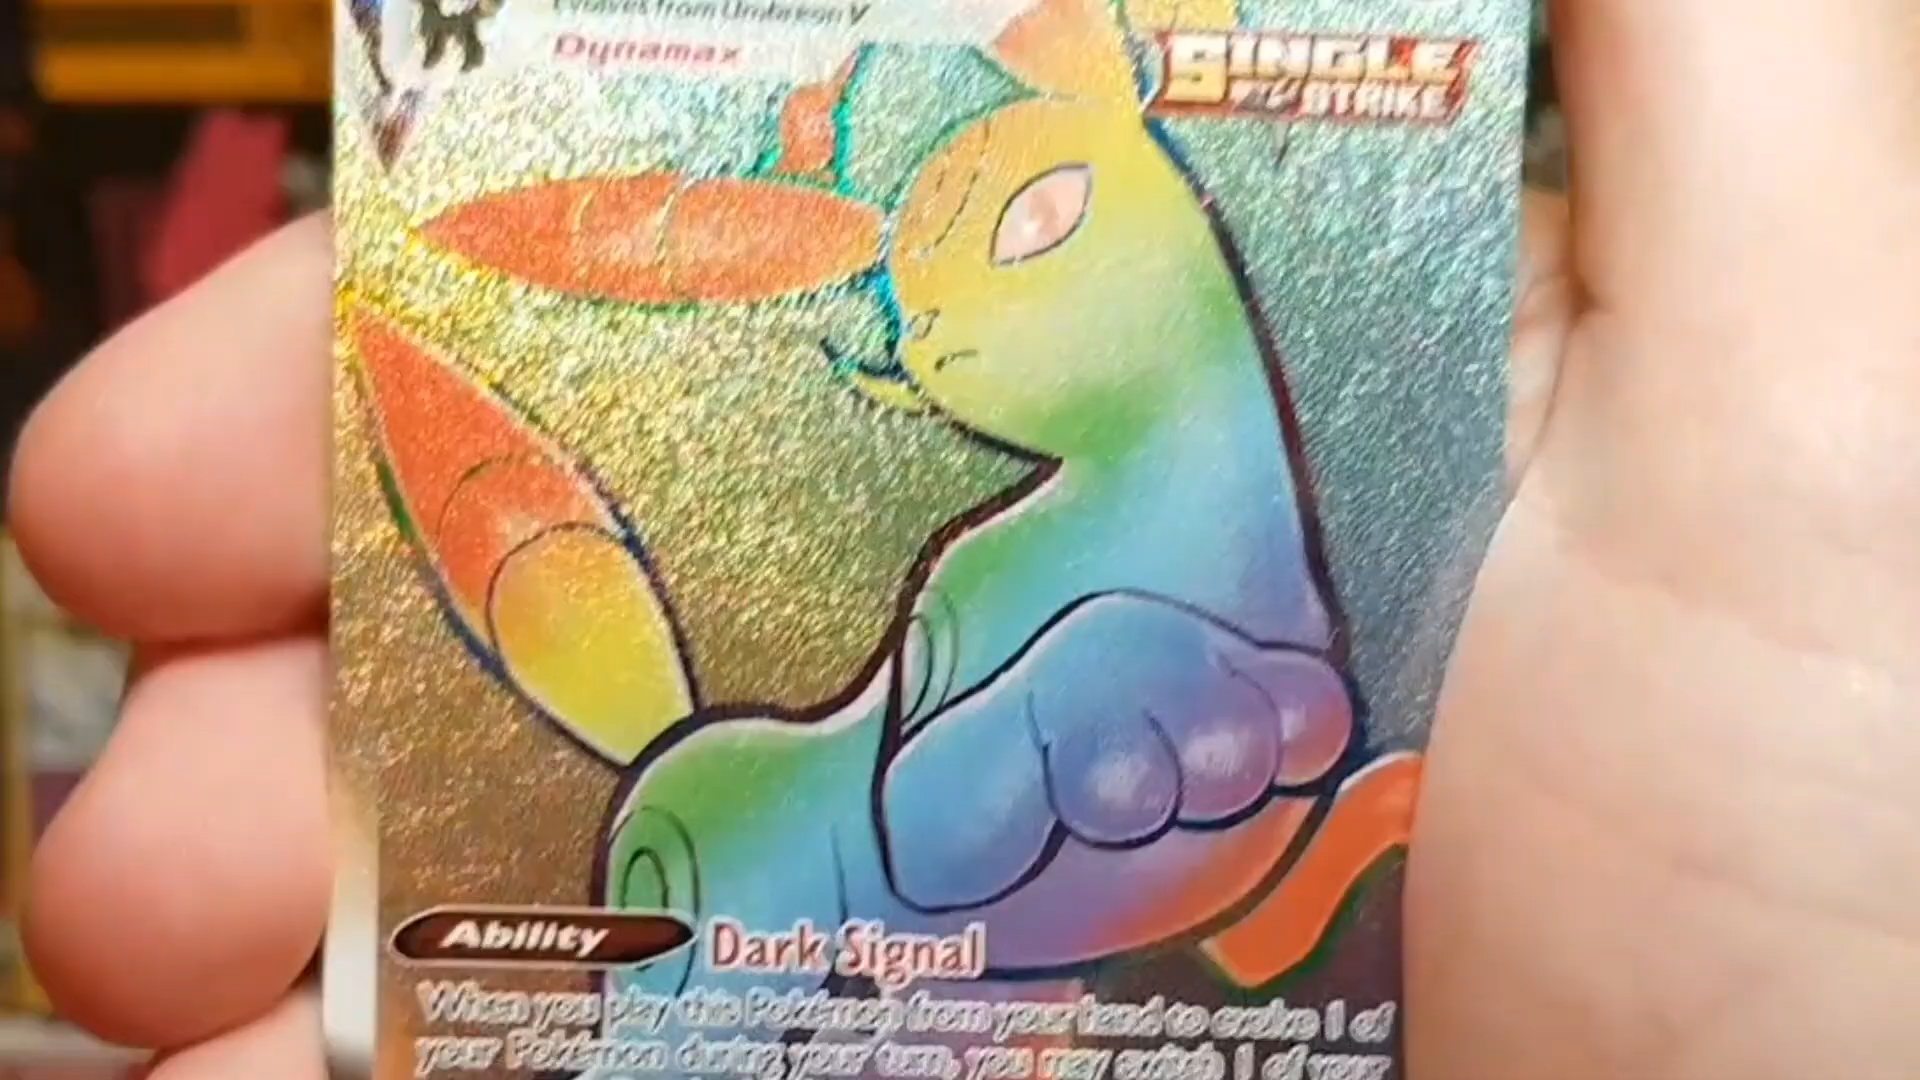 Evolves from Umbreon V
Dynamax
SINGLE
STRIKE
Ability Dark Signal
When you play this Pokémon from your hand to evolve 1 of
your Pokémon during your turn, you may switch 1 of your